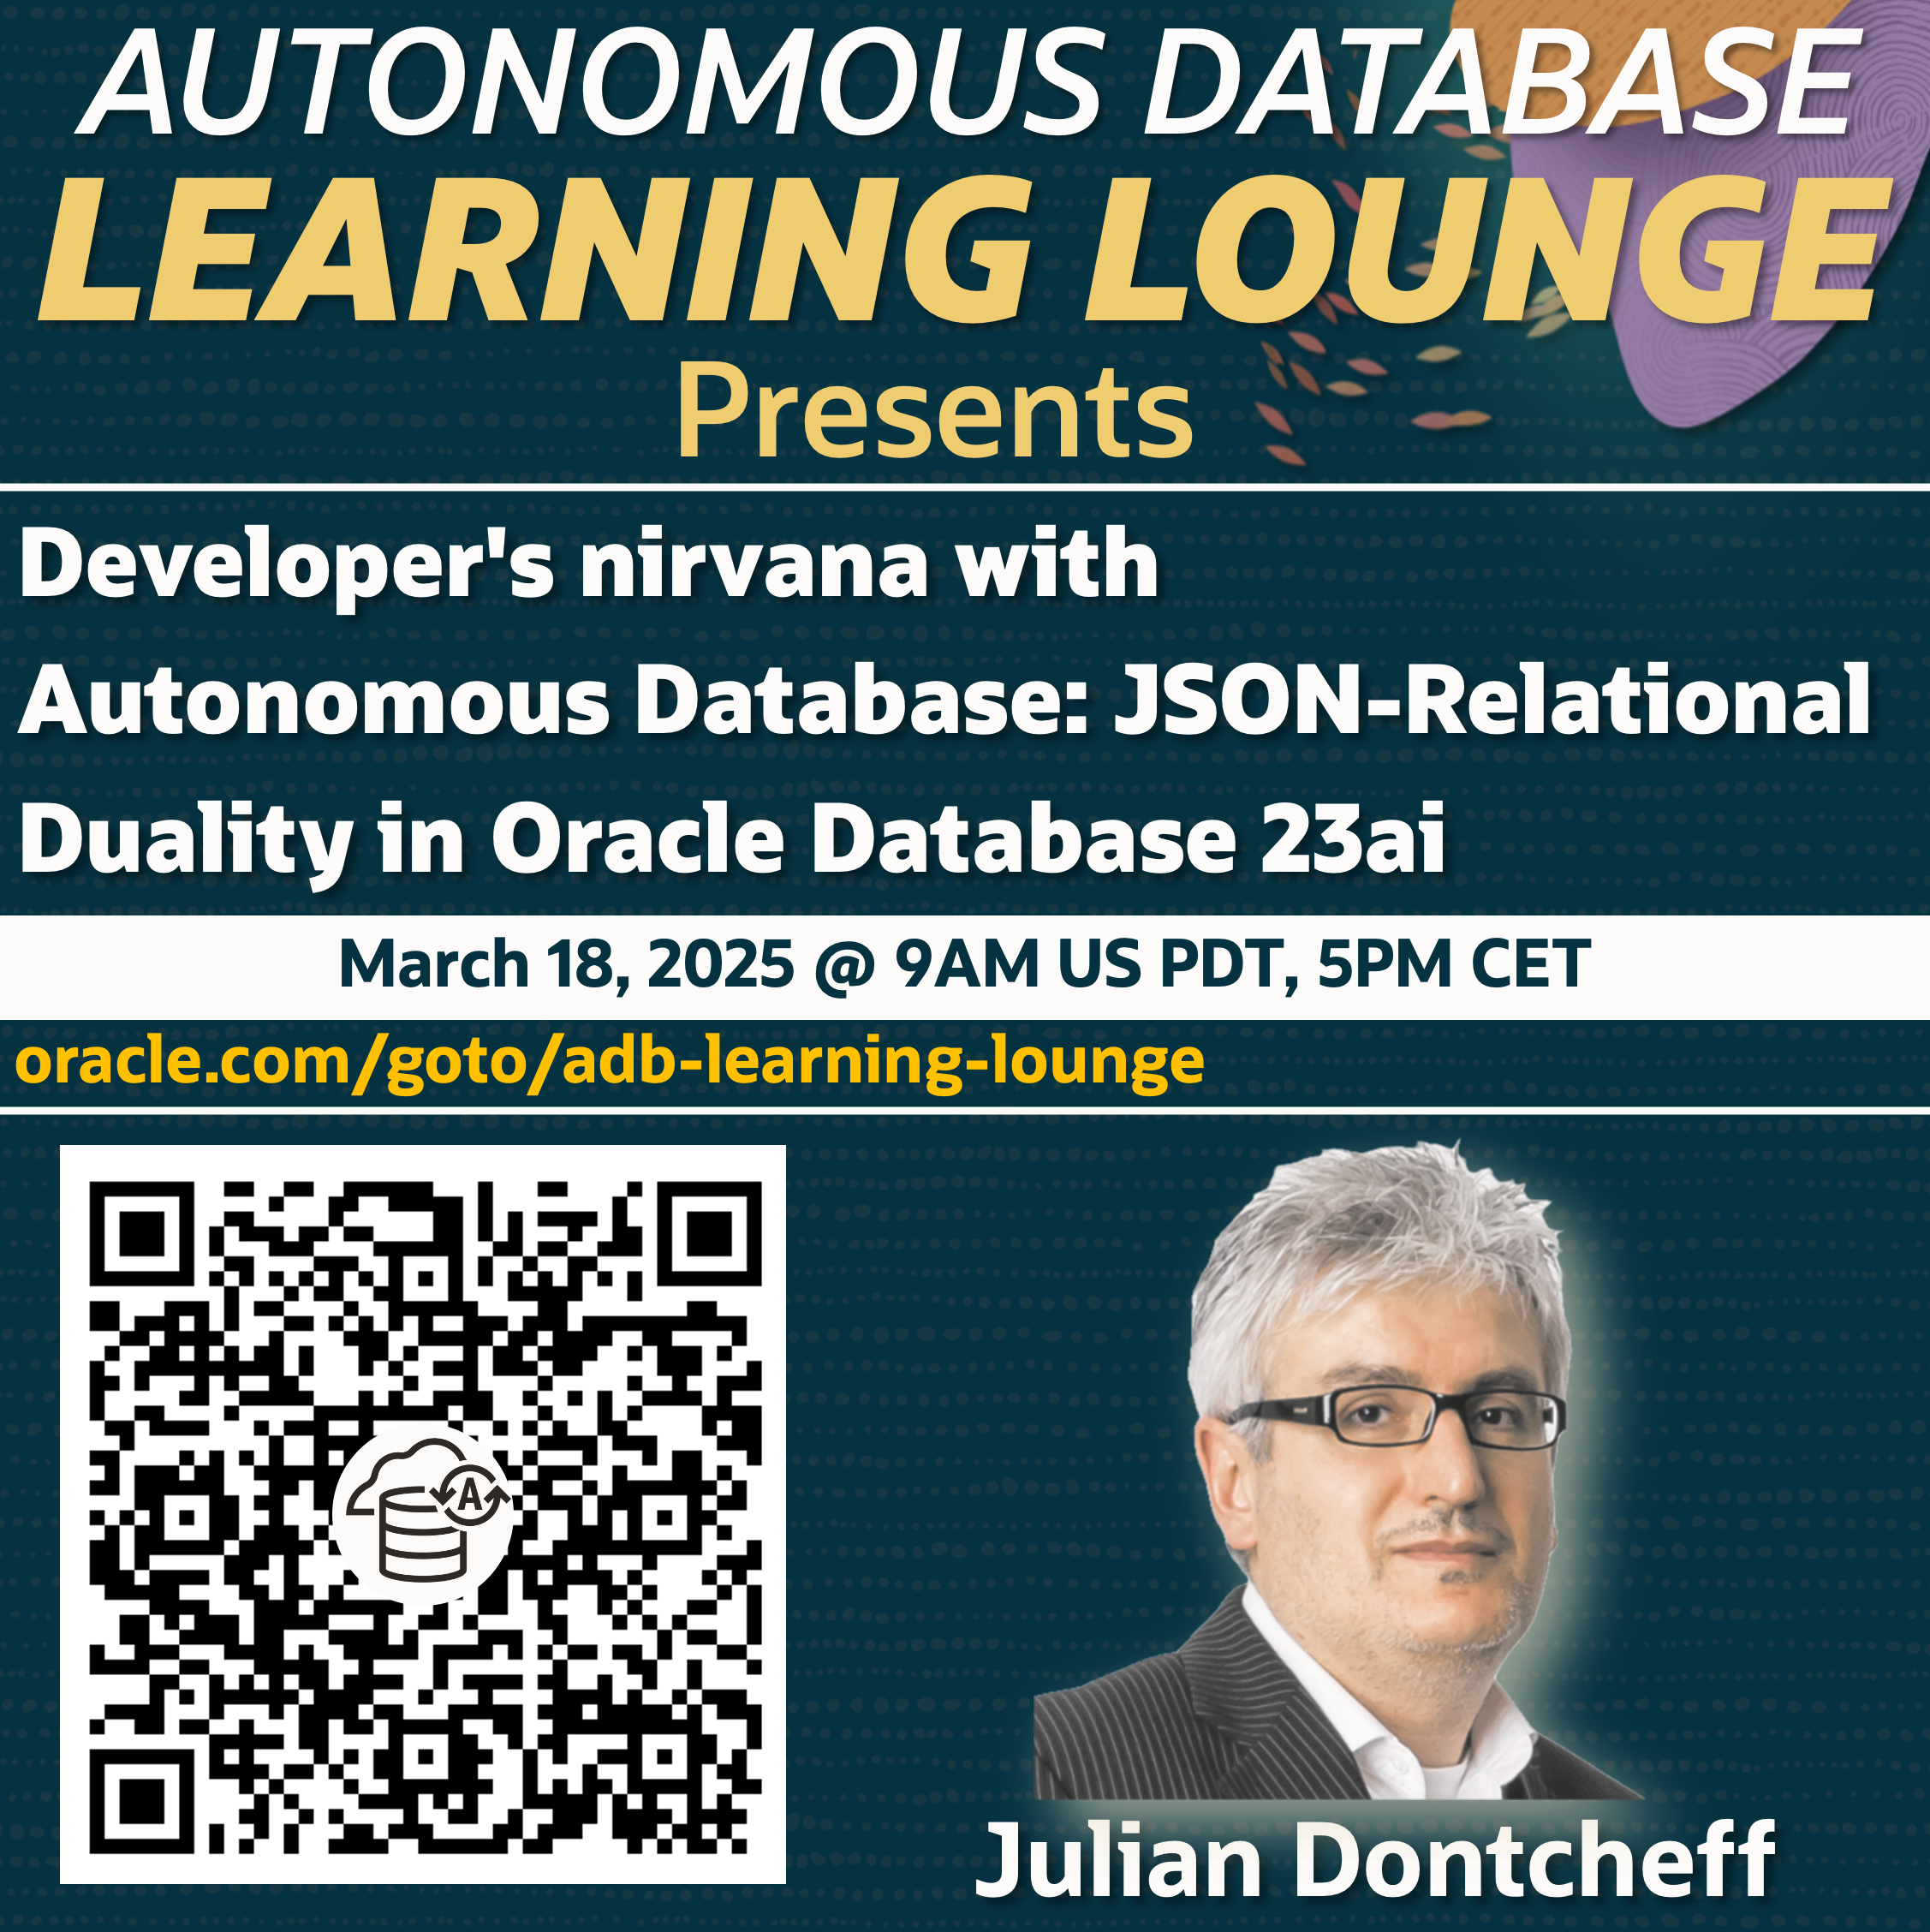 AUTONOMOUS DATABASE
LEARNING LOUNGE
Presents
Developer's nirvana with
Autonomous Database: JSON-Relational
Duality in Oracle Database 23ai
March 18, 2025 @ 9AM US PDT, 5PM CET
oracle.com/goto/adb-learning-lounge
A
Julian Dontcheff